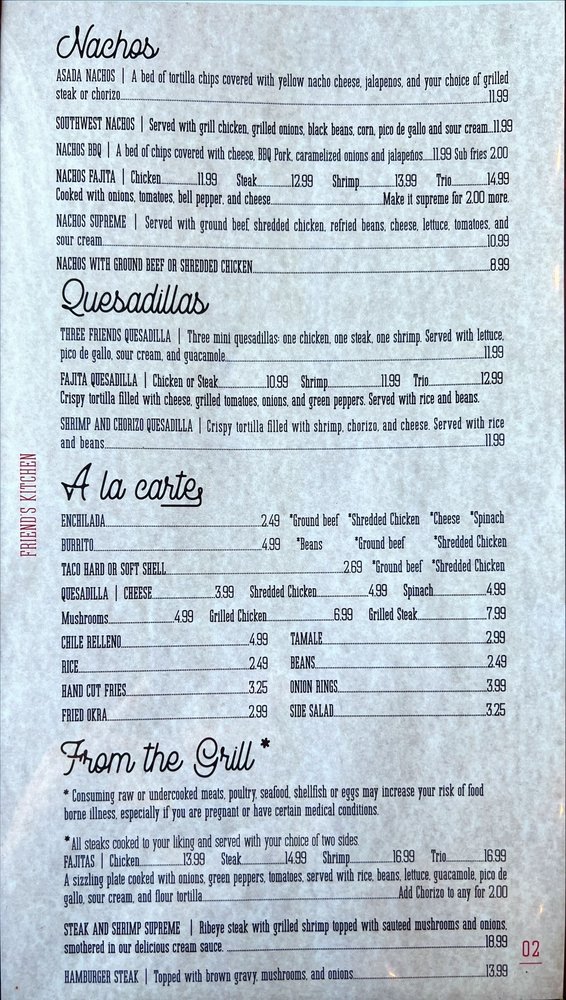 Nachos
ASADA NACHOS | A bed of tortilla chips covered with yellow nacho cheese, jalapenos, and your choice of grilled
steak or chorizo 11.99
SOUTHWEST NACHOS | Served with grill chicken, grilled onions, black beans, corn, pico de gallo and sour cream 11.99
NACHOS BBQ | A bed of chips covered with cheese, BBQ Pork, caramelized onions and jalapeños 11.99 Sub fries 2.00
NACHOS FAJITA | Chicken 11.99 Steak 12.99 Shrimp 13.99 Trio 14.99
Cooked with onions, tomatoes, bell pepper, and cheese Make it supreme for 2.00 more.
NACHOS SUPREME | Served with ground beef shredded chicken, refried beans, cheese, lettuce, tomatoes, and
sour cream 10.99
NACHOS WITH GROUND BEEF OR SHREDDED CHICKEN 8.99
Quesadillas
THREE FRIENDS QUESADILLA | Three mini quesadillas: one chicken, one steak, one shrimp. Served with lettuce,
pico de gallo, sour cream, and guacamole 11.99
FAJITA QUESADILLA | Chicken or Steak 10.99 Shrimp 11.99 Trio 12.99
Crispy tortilla filled with cheese, grilled tomatoes, onions, and green peppers. Served with rice and beans.
SHRIMP AND CHORIZO QUESADILLA | Crispy tortilla filled with shrimp, chorizo, and cheese. Served with rice
and beans 11.99
A la carte
ENCHILADA 2.49 *Ground beef *Shredded Chicken *Cheese *Spinach
BURRITO 4.99 *Beans *Ground beef *Shredded Chicken
TACO HARD OR SOFT SHELL 2.69 *Ground beef *Shredded Chicken
QUESADILLA | CHEESE 3.99 Shredded Chicken 4.99 Spinach 4.99
Mushrooms 4.99 Grilled Chicken 6.99 Grilled Steak 7.99
CHILE RELLENO 4.99 TAMALE 2.99
RICE 2.49 BEANS 2.49
HAND CUT FRIES 3.25 ONION RINGS 3.99
FRIED OKRA 2.99 SIDE SALAD 3.25
FRIEND'S KITCHEN
From the Grill *
* Consuming raw or undercooked meats, poultry, seafood, shellfish or eggs may increase your risk of food
borne illness, especially if you are pregnant or have certain medical conditions.
* All steaks cooked to your liking and served with your choice of two sides.
FAJITAS | Chicken 13.99 Steak 14.99 Shrimp 16.99 Trio 16.99
A sizzling plate cooked with onions, green peppers, tomatoes, served with rice, beans, lettuce, guacamole, pico de
gallo, sour cream, and flour tortilla Add Chorizo to any for 2.00
STEAK AND SHRIMP SUPREME | Ribeye steak with grilled shrimp topped with sauteed mushrooms and onions,
smothered in our delicious cream sauce. 18.99
HAMBURGER STEAK | Topped with brown gravy, mushrooms, and onions 13.99
02